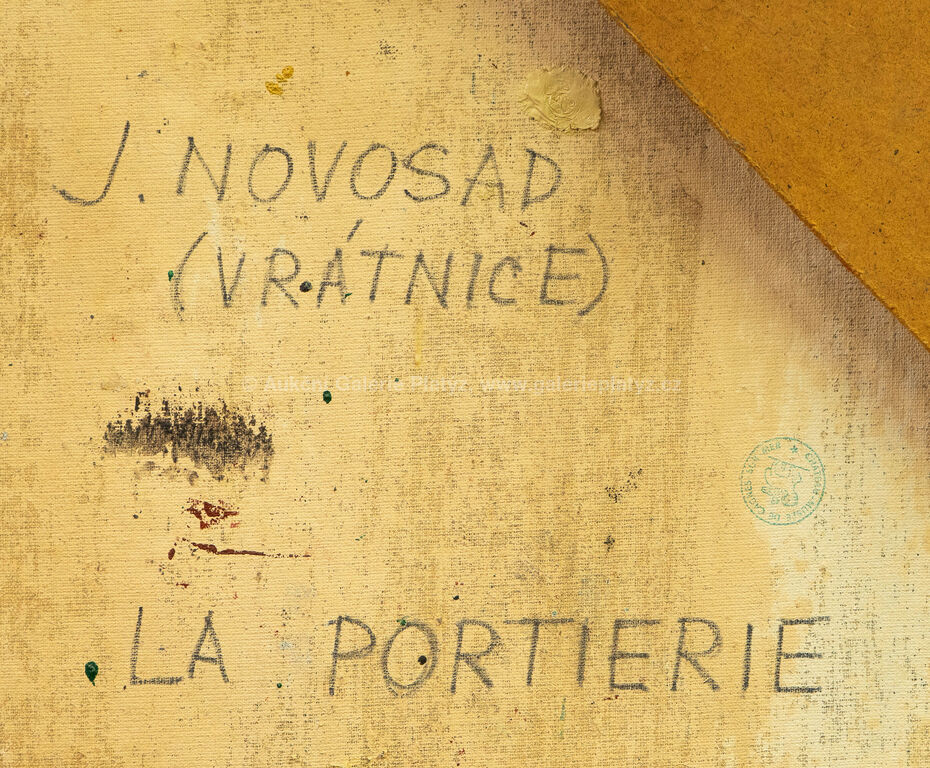 J. NOVOSAD
(VRÁTNICE)
LA PORTIERIE